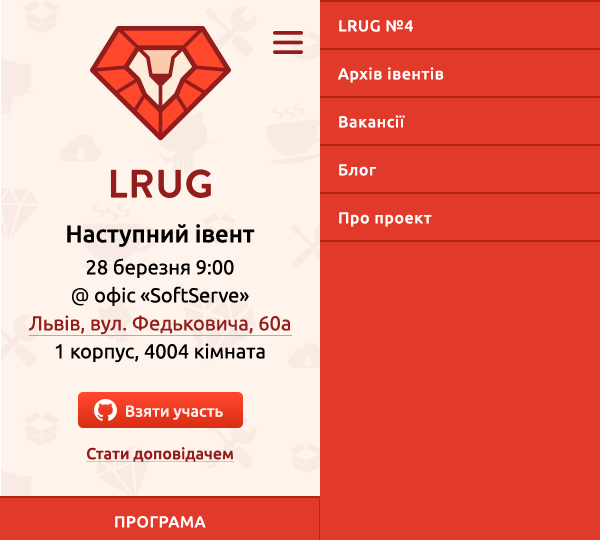 LRUG
Наступний івент
28 березня 9:00
@ офіс «SoftServe»
Львів, вул. Федьковича, 60а
1 корпус, 4004 кімната
Взяти участь
Стати доповідачем
ПРОГРАМА
LRUG №4
Архів івентів
Вакансії
Блог
Про проект